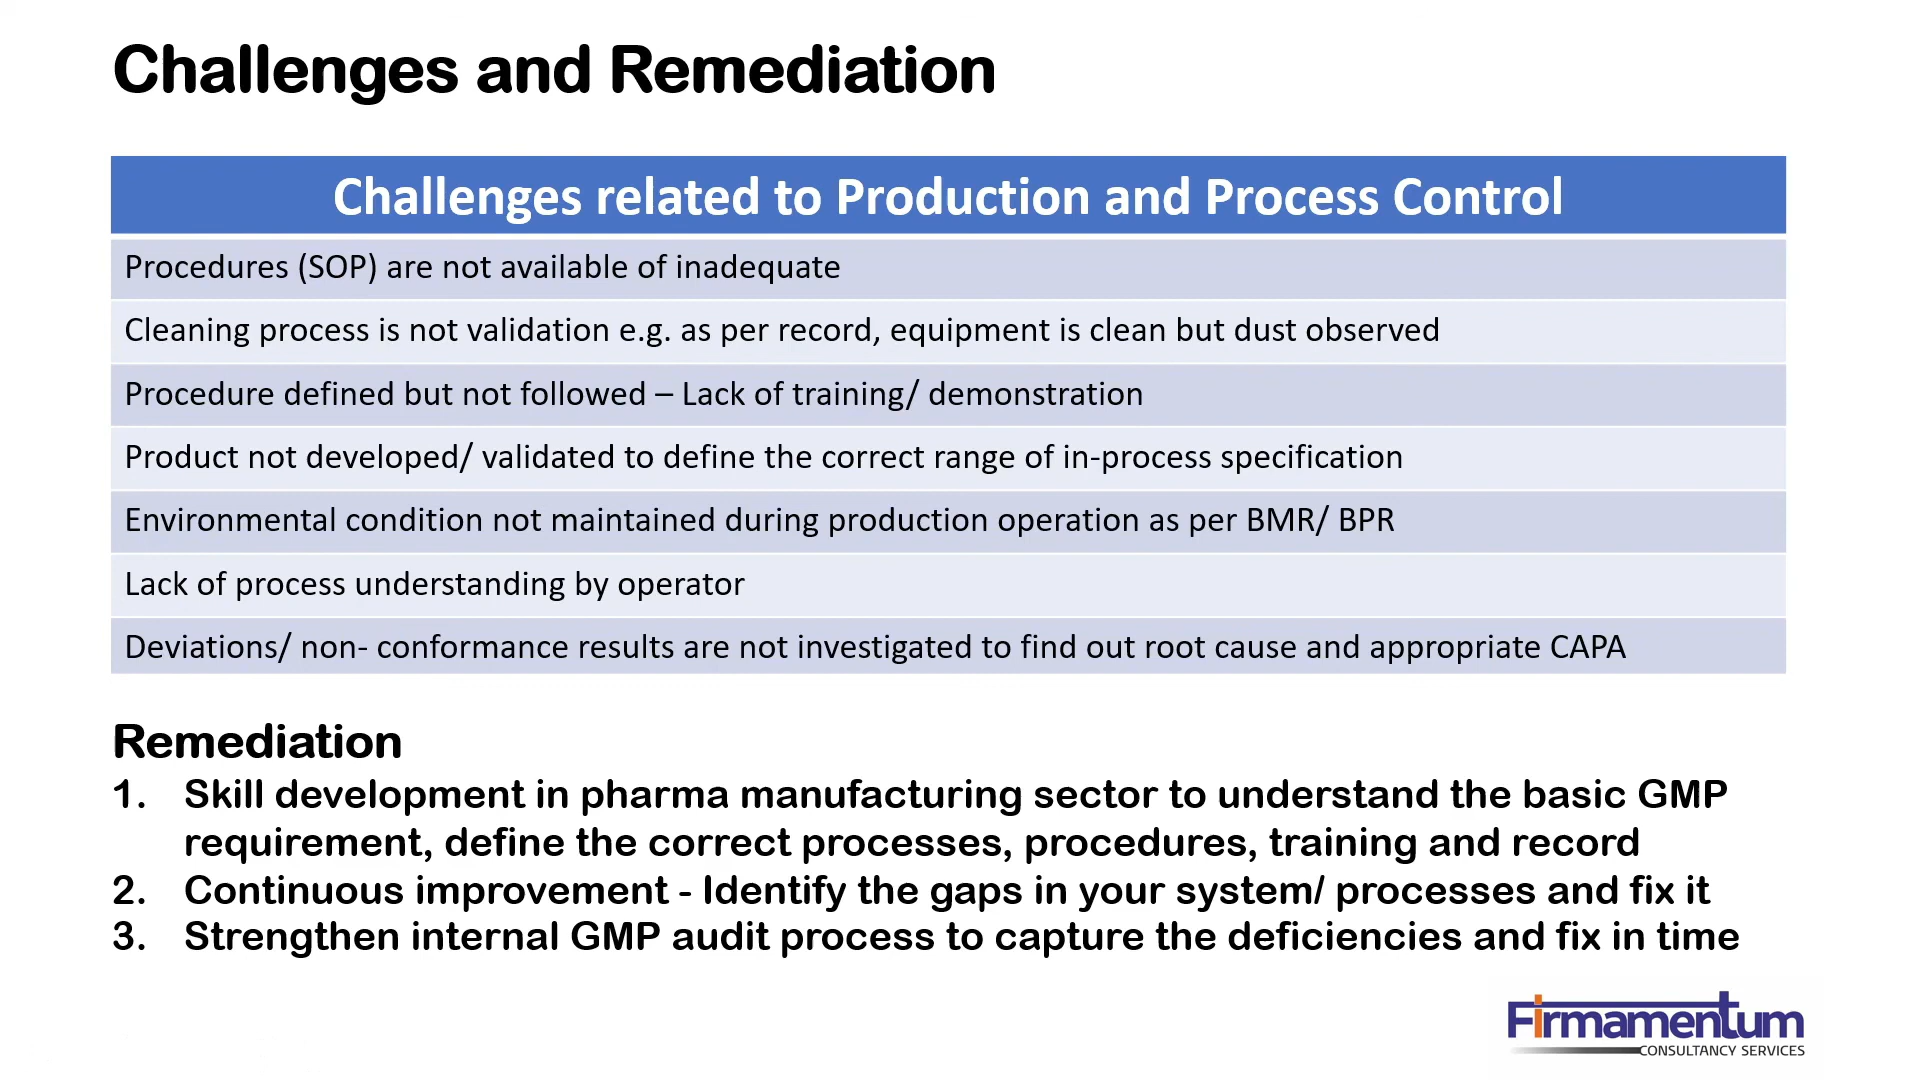 Challenges and Remediation
Challenges related to Production and Process Control
Procedures (SOP) are not available of inadequate
Cleaning process is not validation e.g. as per record, equipment is clean but dust observed
Procedure defined but not followed – Lack of training/ demonstration
Product not developed/ validated to define the correct range of in-process specification
Environmental condition not maintained during production operation as per BMR/ BPR
Lack of process understanding by operator
Deviations/ non- conformance results are not investigated to find out root cause and appropriate CAPA
Remediation
1. Skill development in pharma manufacturing sector to understand the basic GMP
requirement, define the correct processes, procedures, training and record
2. Continuous improvement - Identify the gaps in your system/ processes and fix it
3. Strengthen internal GMP audit process to capture the deficiencies and fix in time
Firmamentum
CONSULTANCY SERVICES